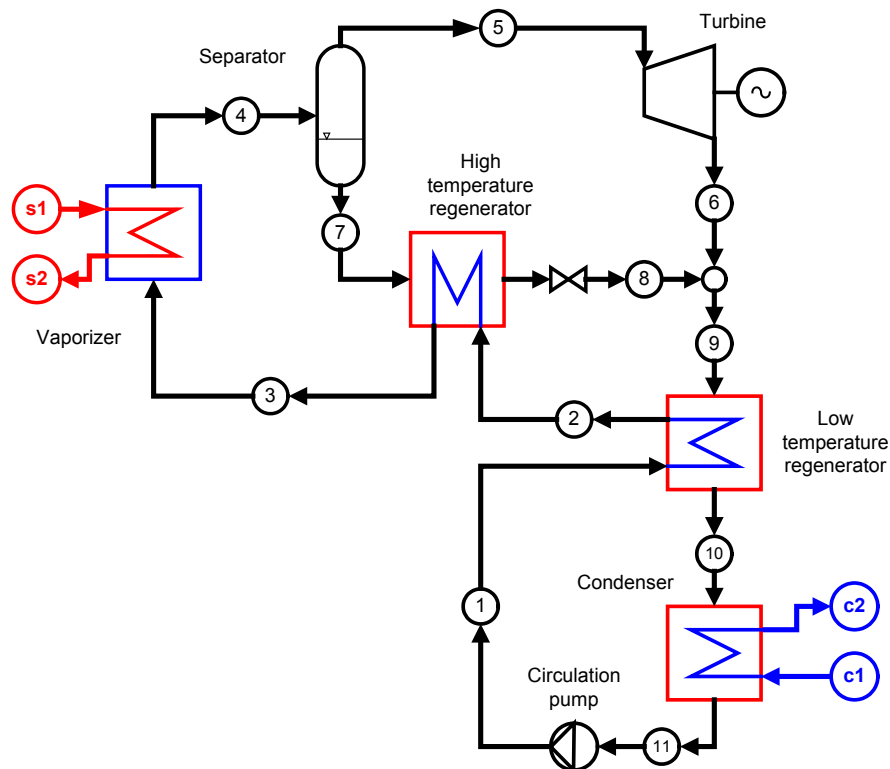 5
Turbine
Separator
4
High
temperature
regenerator
s1
6
7
s2
8
Vaporizer
9
3
2
Low
temperature
regenerator
10
Condenser
1
c2
Circulation
pump
c1
11